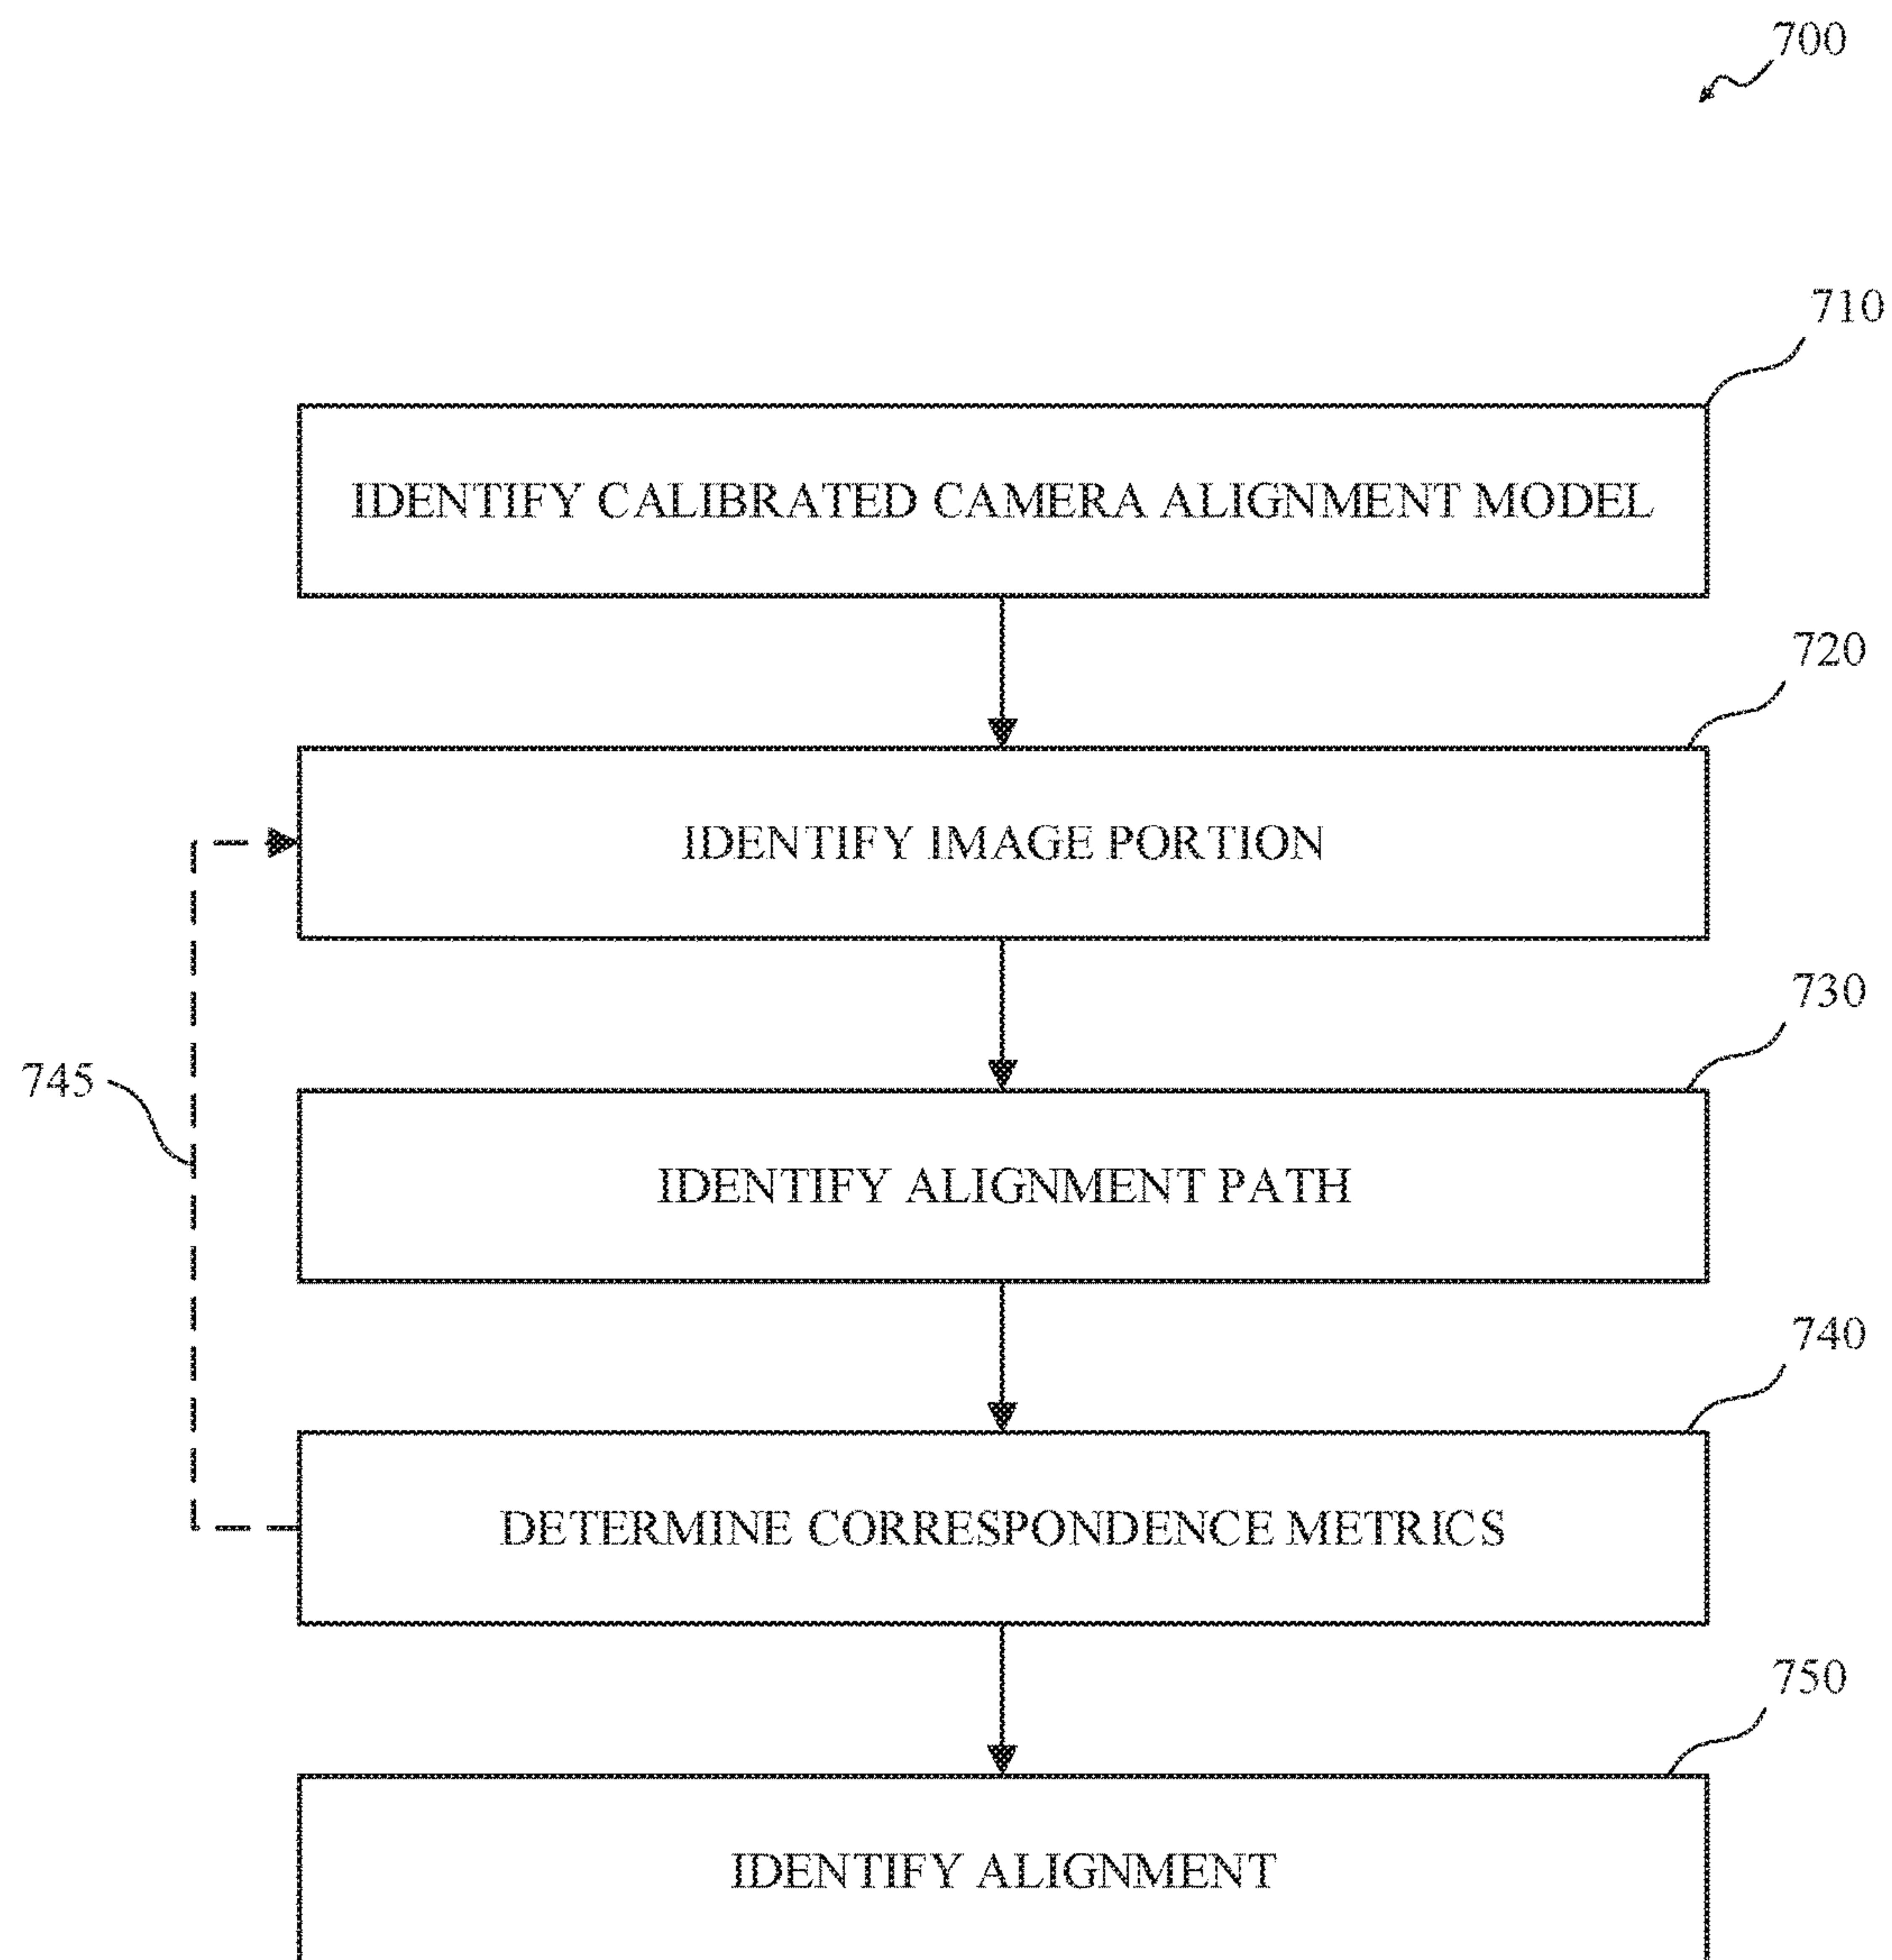 700
710
IDENTIFY CALIBRATED CAMERA ALIGNMENT MODEL
720
IDENTIFY IMAGE PORTION
730
745
IDENTIFY ALIGNMENT PATH
740
DETERMINE CORRESPONDENCE METRICS
750
IDENTIFY ALIGNMENT